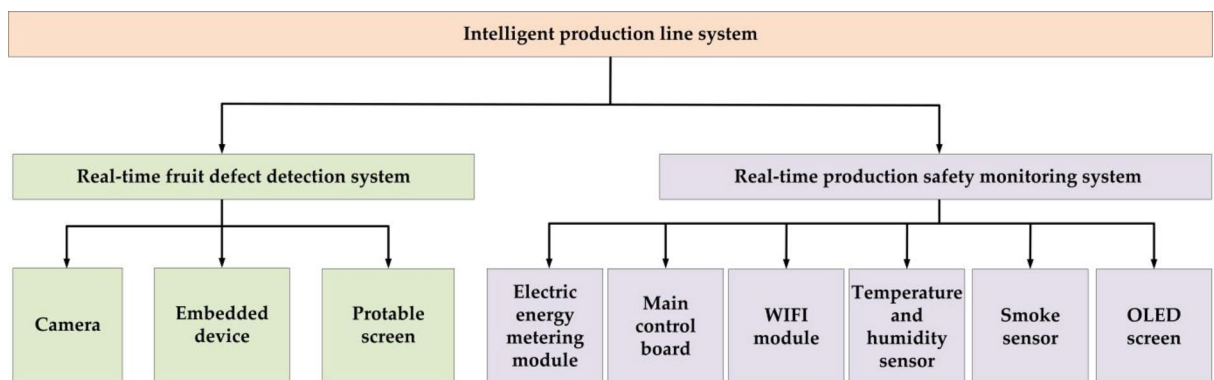 Intelligent production line system
Real-time fruit defect detection system
Real-time production safety monitoring system
Camera
Embedded
device
Protable
screen
Electric
energy
metering
module
Main
control
board
WIFI
module
Temperature
and
humidity
sensor
Smoke
sensor
OLED
screen